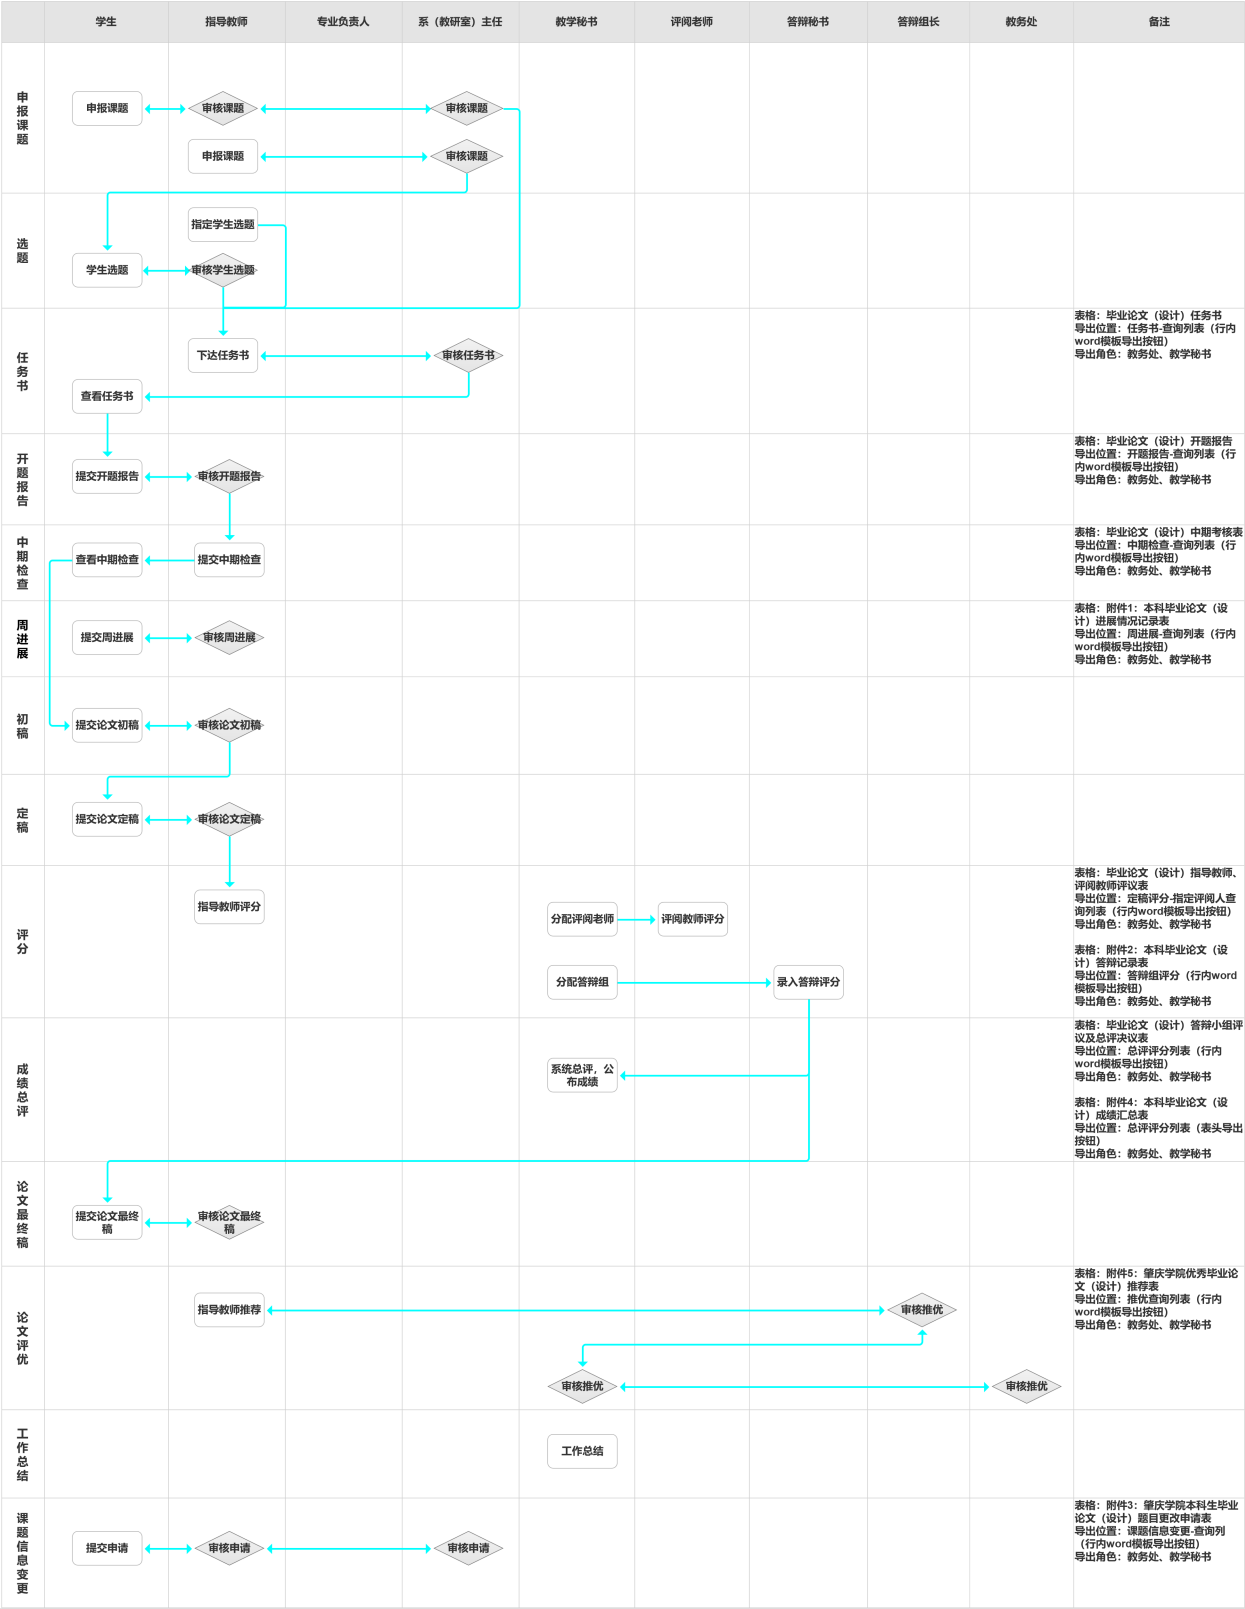 学生 指导教师 专业负责人 系（教研室）主任 教学秘书 评阅老师 答辩秘书 答辩组长 教务处 备注
申报课题
申报课题 审核课题 审核课题
申报课题 审核课题
选题
指定学生选题
学生选题 审核学生选题
任务书
下达任务书 审核任务书
查看任务书
表格：毕业论文（设计）任务书
导出位置：任务书-查询列表（行内
word模板导出按钮）
导出角色：教务处、教学秘书
开题报告
提交开题报告 审核开题报告
表格：毕业论文（设计）开题报告
导出位置：开题报告-查询列表（行
内word模板导出按钮）
导出角色：教务处、教学秘书
中期检查
查看中期检查 提交中期检查
表格：毕业论文（设计）中期考核表
导出位置：中期检查-查询列表（行
内word模板导出按钮）
导出角色：教务处、教学秘书
周进展
提交周进展 审核周进展
表格：附件1：本科毕业论文（设
计）进展情况记录表
导出位置：周进展-查询列表（行内
word模板导出按钮）
导出角色：教务处、教学秘书
初稿
提交论文初稿 审核论文初稿
定稿
提交论文定稿 审核论文定稿
评分
指导教师评分 分配评阅老师 评阅教师评分
分配答辩组 录入答辩评分
表格：毕业论文（设计）指导教师、
评阅教师评议表
导出位置：定稿评分-指定评阅人查
询列表（行内word模板导出按钮）
导出角色：教务处、教学秘书
表格：附件2：本科毕业论文（设
计）答辩记录表
导出位置：答辩组评分（行内word
模板导出按钮）
导出角色：教务处、教学秘书
成绩总评
系统总评，公
布成绩
表格：毕业论文（设计）答辩小组评
议及总评决议表
导出位置：总评评分列表（行内
word模板导出按钮）
导出角色：教务处、教学秘书
表格：附件4：本科毕业论文（设
计）成绩汇总表
导出位置：总评评分列表（表头导出
按钮）
导出角色：教务处、教学秘书
论文最终稿
提交论文最终
稿
审核论文最终
稿
论文评优
指导教师推荐 审核推优
审核推优 审核推优
表格：附件5：肇庆学院优秀毕业论
文（设计）推荐表
导出位置：推优查询列表（行内
word模板导出按钮）
导出角色：教务处、教学秘书
工作总结
工作总结
课题信息变更
提交申请 审核申请 审核申请
表格：附件3：肇庆学院本科生毕业
论文（设计）题目更改申请表
导出位置：课题信息变更-查询列
（行内word模板导出按钮）
导出角色：教务处、教学秘书